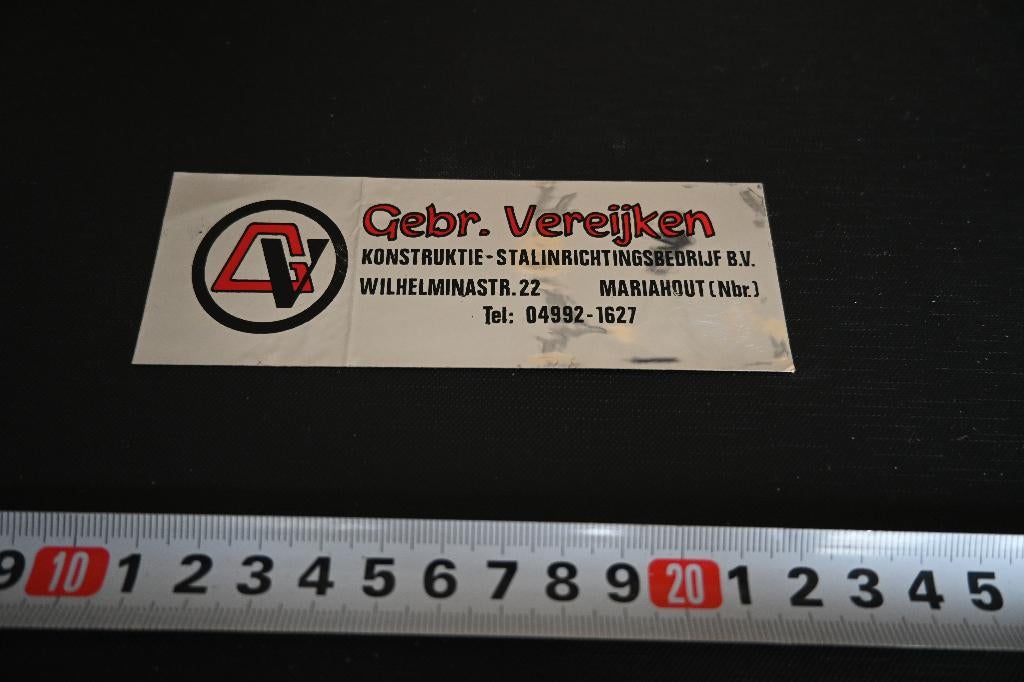 GV
Gebr. Vereijken
KONSTRUKTIE-STALINRICHTINGSBEDRIJF B.V.
WILHELMINASTR.22 MARIAHOUT (Nbr.)
Tel: 04992-1627
9 10 1 2 3 4 5 6 7 8 9 20 1 2 3 4 5